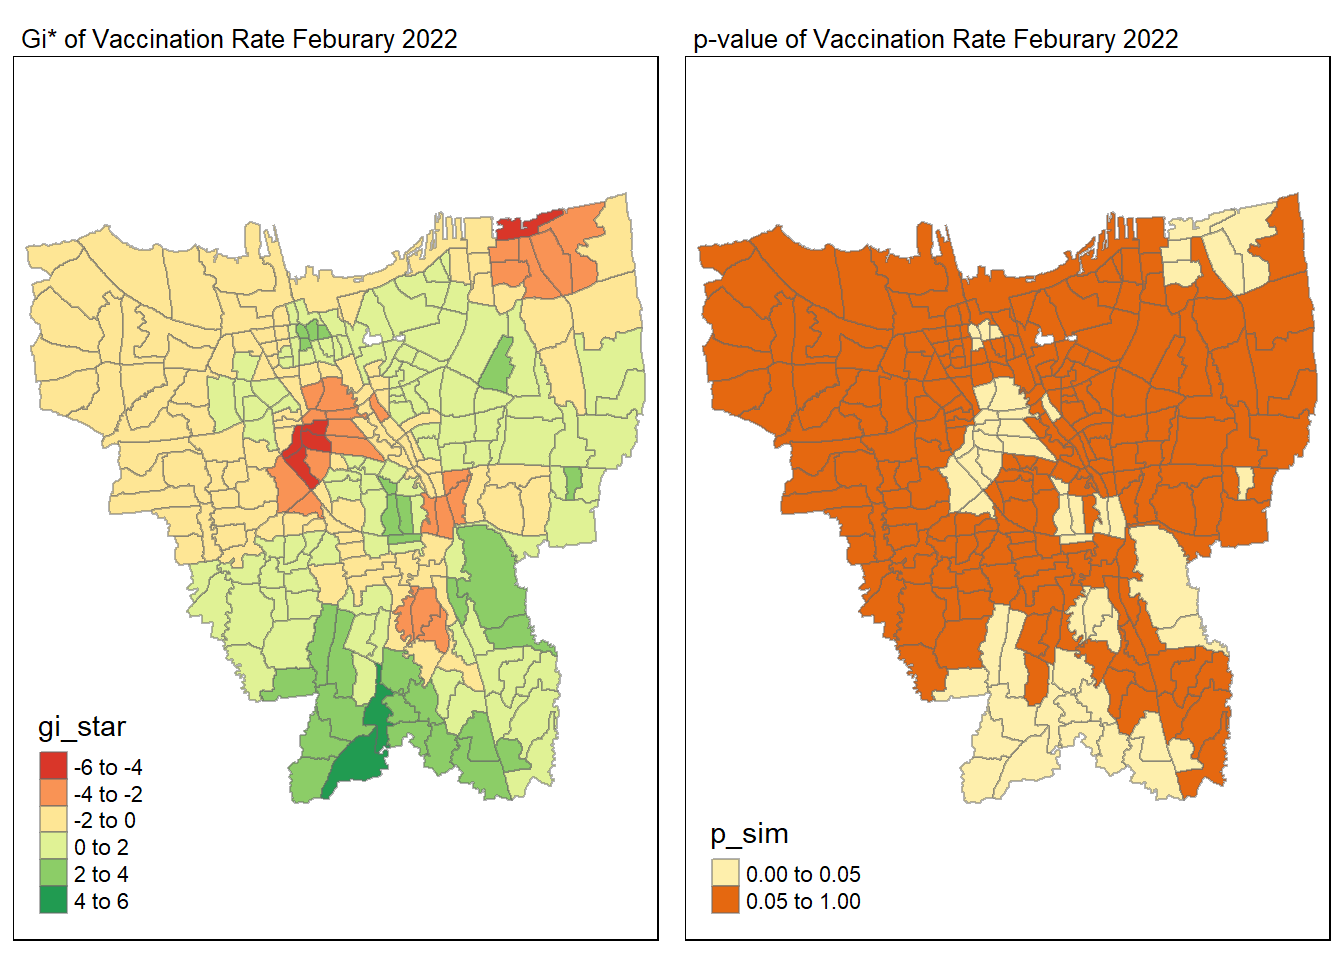 Gi* of Vaccination Rate Feburary 2022
p-value of Vaccination Rate Feburary 2022
gi_star
-6 to -4
-4 to -2
-2 to 0
0 to 2
2 to 4
4 to 6
p_sim
0.00 to 0.05
0.05 to 1.00